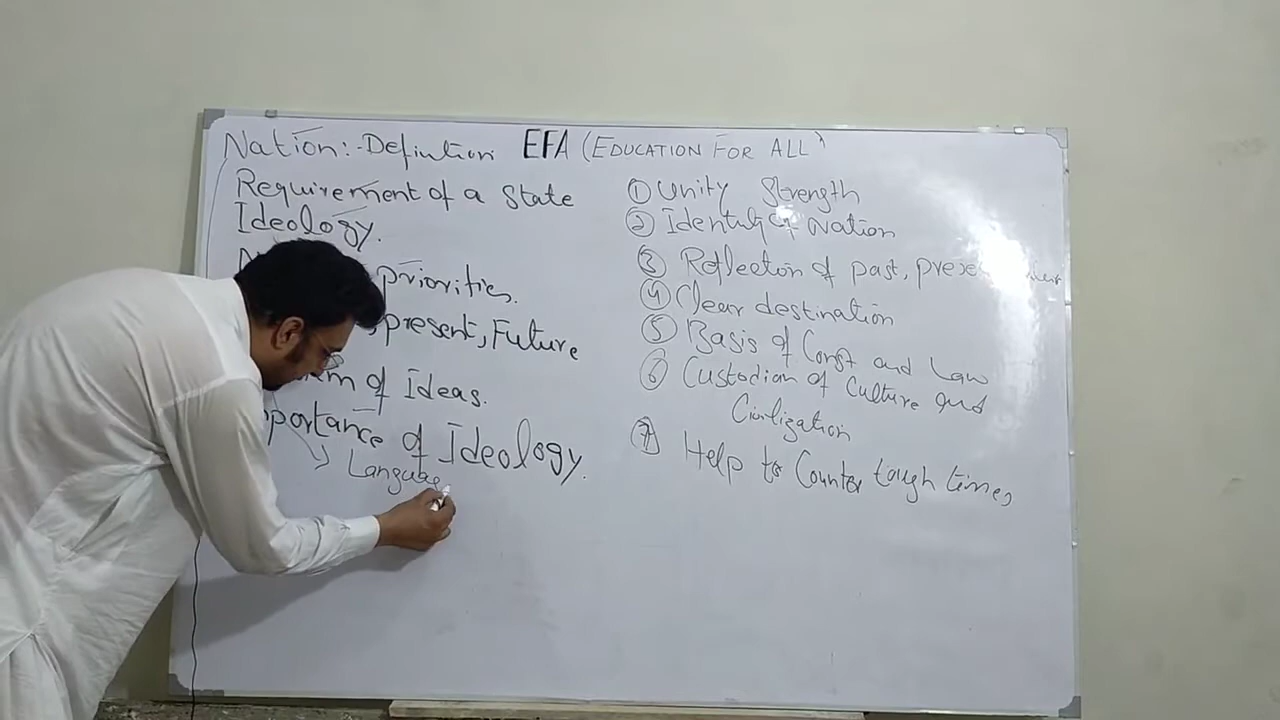 Nation:- Definition EFA (EDUCATION FOR ALL)
Requirement of a State
Ideology.
priorities.
present, Future
of Ideas.
portance of Ideology.
Language
① Unity Strength
② Identity of Nation
③ Reflection of past, prese
④ Clear destination
⑤ Basis of Const and Law
⑥ Custodian of Culture and
Civilization
⑦ Help to Counter tough times